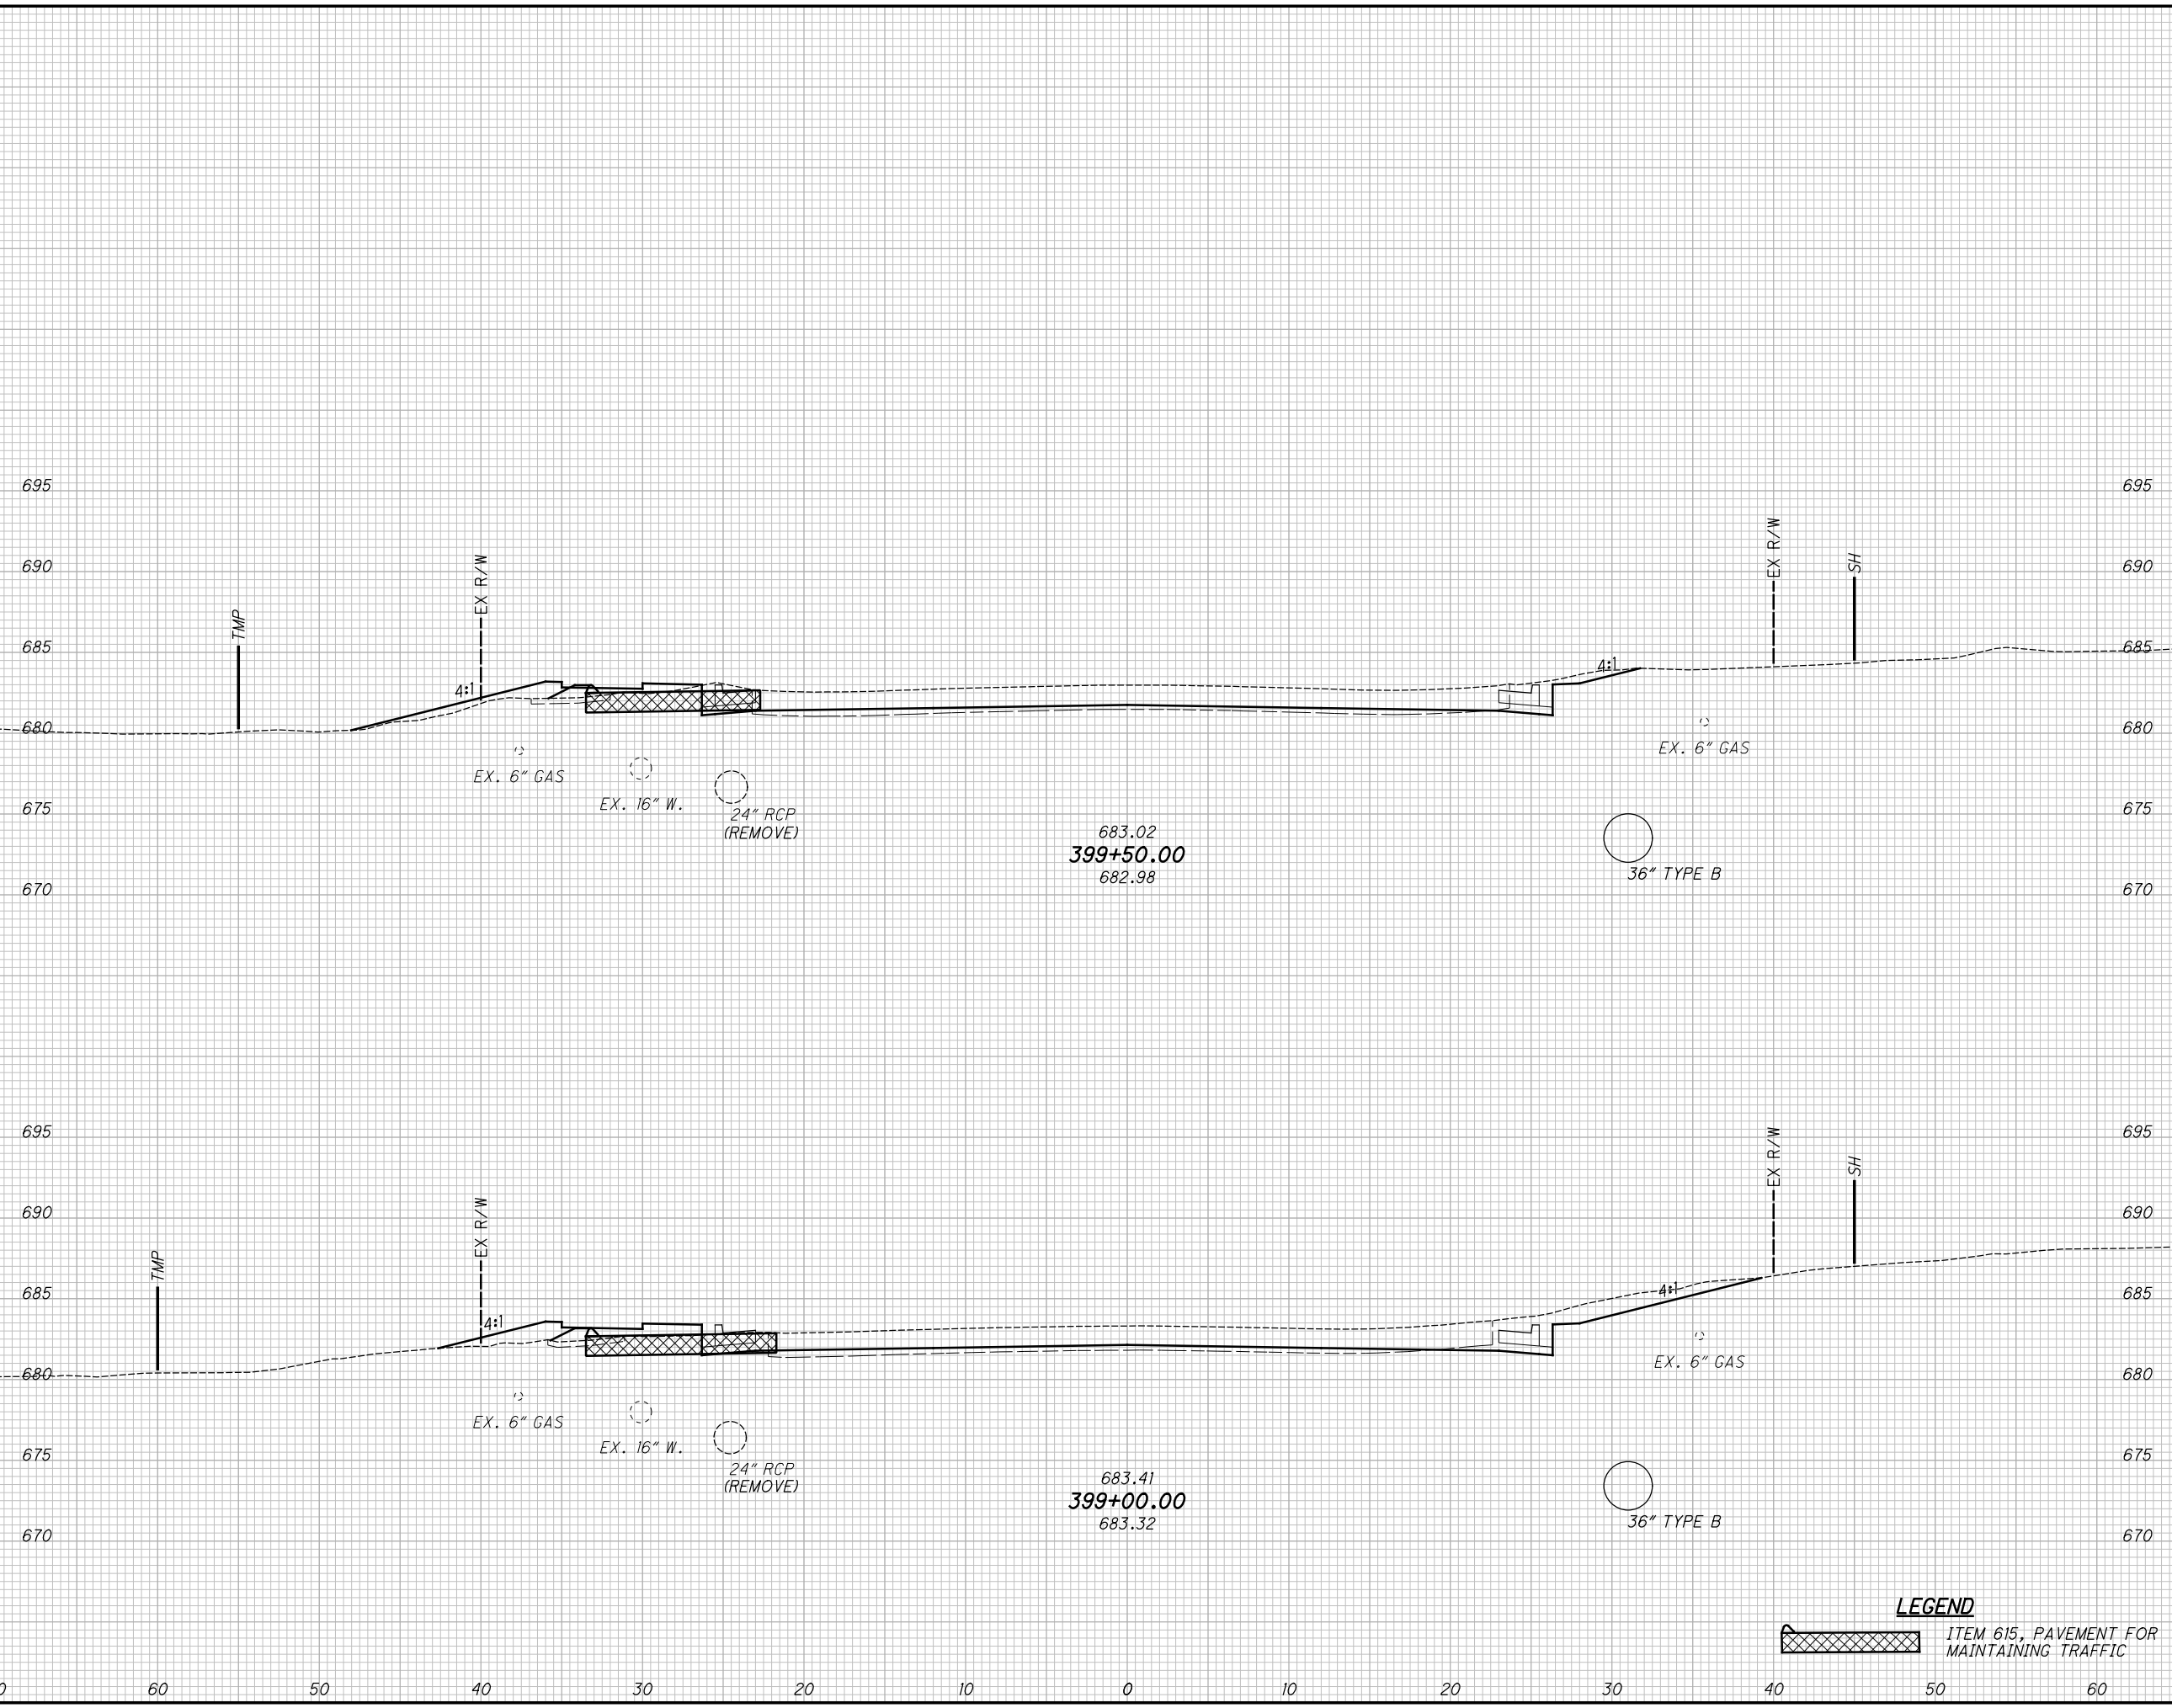 695
695
EX R/W
690
690
EX R/W
SH
TMP
685
685
4:1
4:1
680
680
EX. 6" GAS
EX. 6" GAS
EX. 16" W.
675
675
24" RCP
(REMOVE)
683.02
399+50.00
682.98
36" TYPE B
670
670
695
695
EX R/W
SH
690
690
EX R/W
TMP
685
685
4:1
4:1
680
680
EX. 6" GAS
EX. 6" GAS
EX. 16" W.
675
675
24" RCP
(REMOVE)
683.41
399+00.00
683.32
36" TYPE B
670
670
LEGEND
ITEM 615, PAVEMENT FOR
MAINTAINING TRAFFIC
0 60 50 40 30 20 10 0 10 20 30 40 50 60